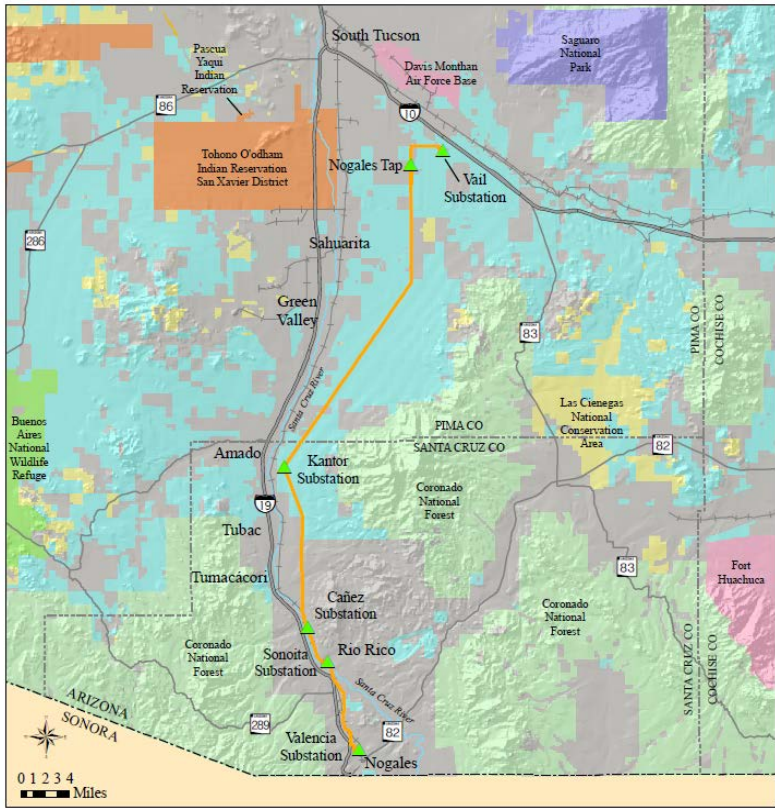 South Tucson
Pascua
Yaqui
Indian
Reservation
Davis Monthan
Air Force Base
Saguaro
National
Park
86
10
Tohono O'odham
Indian Reservation
San Xavier District
Nogales Tap
Vail
Substation
286
Sahuarita
Green
Valley
83
PIMA CO
COCHISE CO
Santa Cruz River
Buenos
Aires
National
Wildlife
Refuge
Las Cienegas
National
Conservation
Area
PIMA CO
SANTA CRUZ CO
82
Amado
Kantor
Substation
Coronado
National
Forest
19
Tubac
Tumacácori
83
Fort
Huachuca
Cañez
Substation
Coronado
National
Forest
Coronado
National
Forest
Sonoita
Substation
Rio Rico
Santa Cruz River
SANTA CRUZ CO
COCHISE CO
ARIZONA
SONORA
289
82
Valencia
Substation
Nogales
0 1 2 3 4
Miles